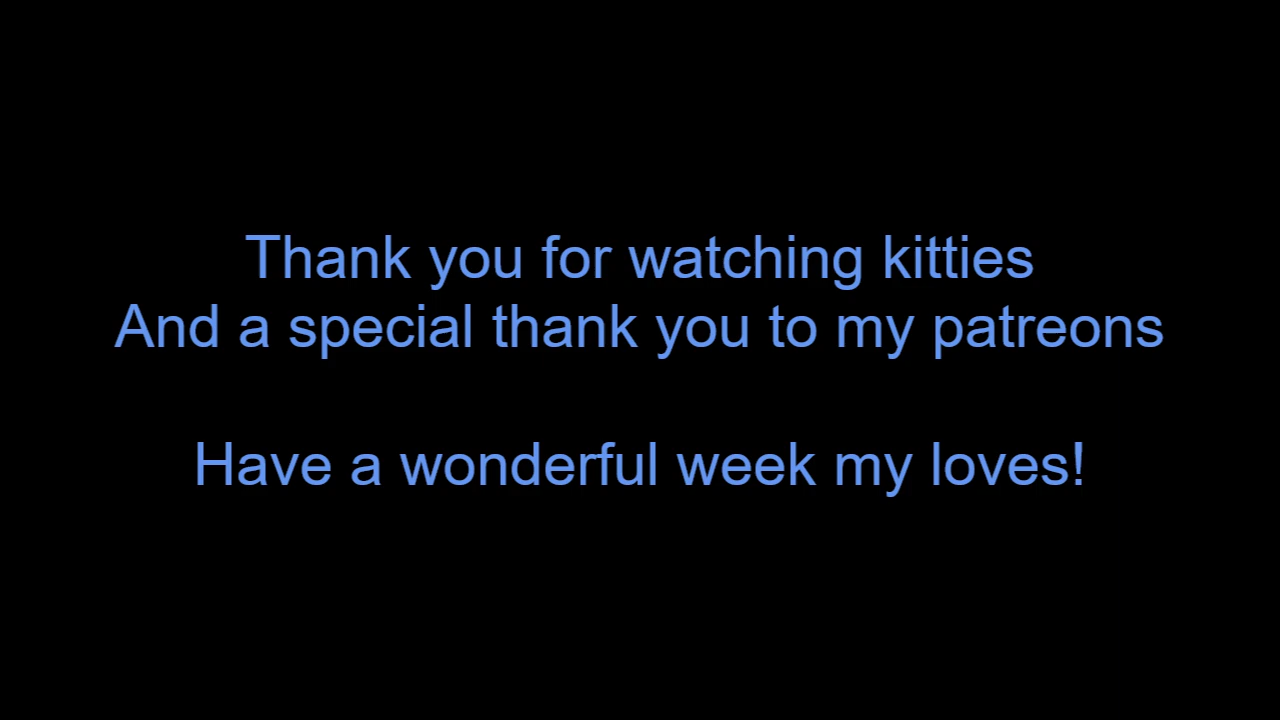 Thank you for watching kitties
And a special thank you to my patreons
Have a wonderful week my loves!